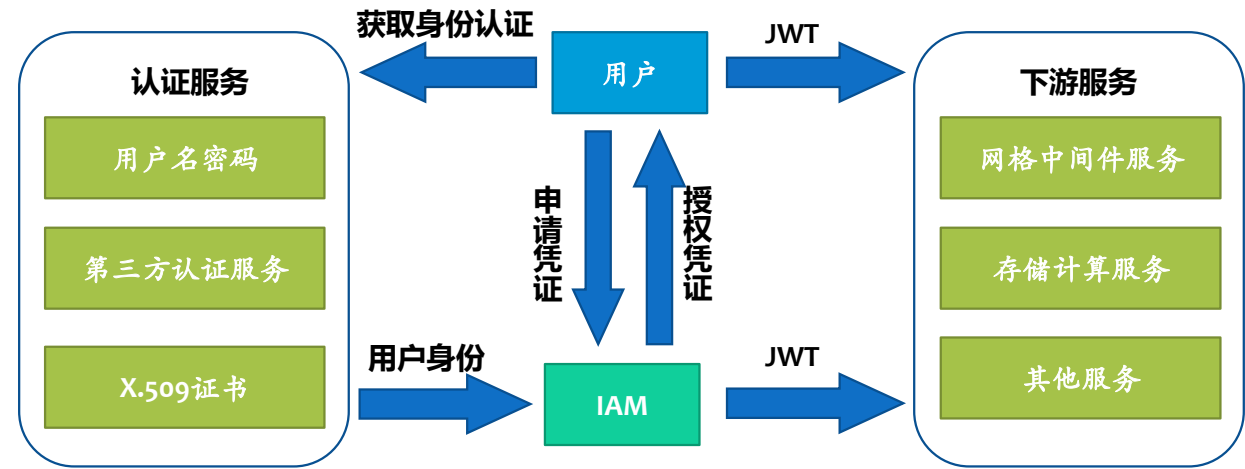 获取身份认证
JWT
用户
认证服务
用户名密码
第三方认证服务
X.509证书
申请凭证
授权凭证
下游服务
网格中间件服务
存储计算服务
其他服务
用户身份
IAM
JWT